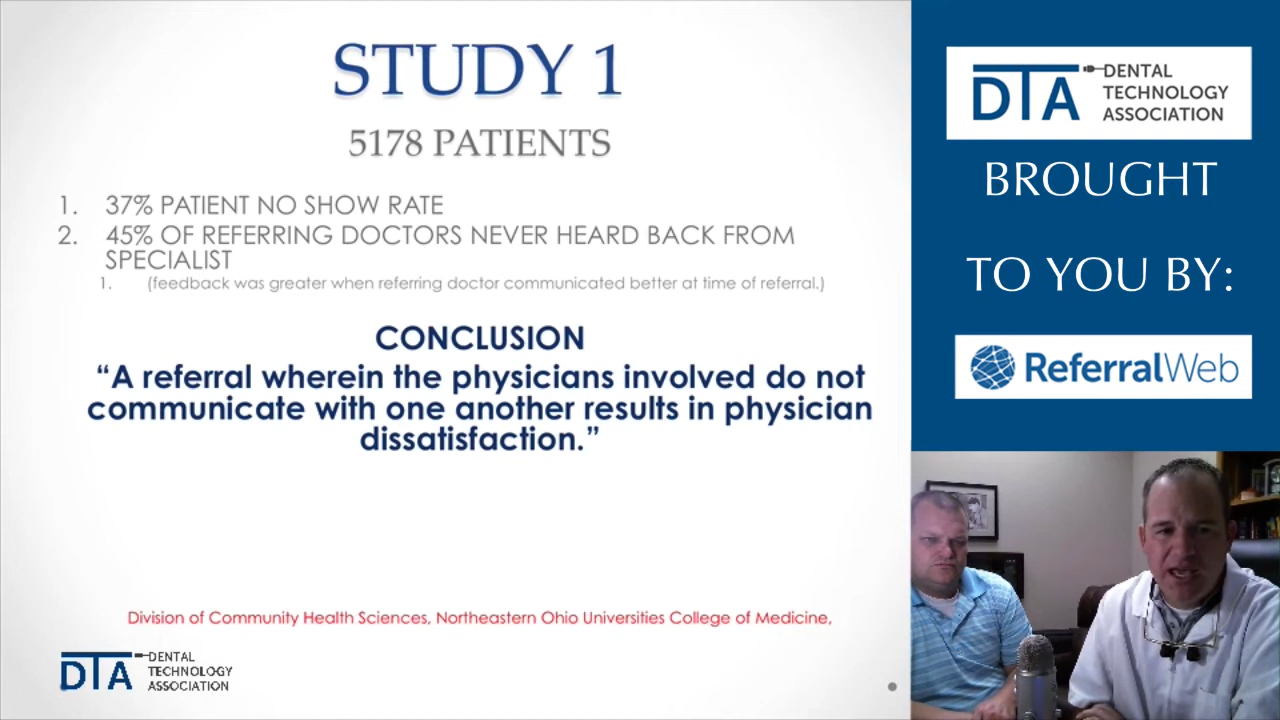 STUDY 1
5178 PATIENTS
1. 37% PATIENT NO SHOW RATE
2. 45% OF REFERRING DOCTORS NEVER HEARD BACK FROM
SPECIALIST
1. (feedback was greater when referring doctor communicated better at time of referral.)
CONCLUSION
“A referral wherein the physicians involved do not
communicate with one another results in physician
dissatisfaction.”
Division of Community Health Sciences, Northeastern Ohio Universities College of Medicine,
DTA DENTAL
TECHNOLOGY
ASSOCIATION
DTA DENTAL
TECHNOLOGY
ASSOCIATION
BROUGHT
TO YOU BY:
ReferralWeb